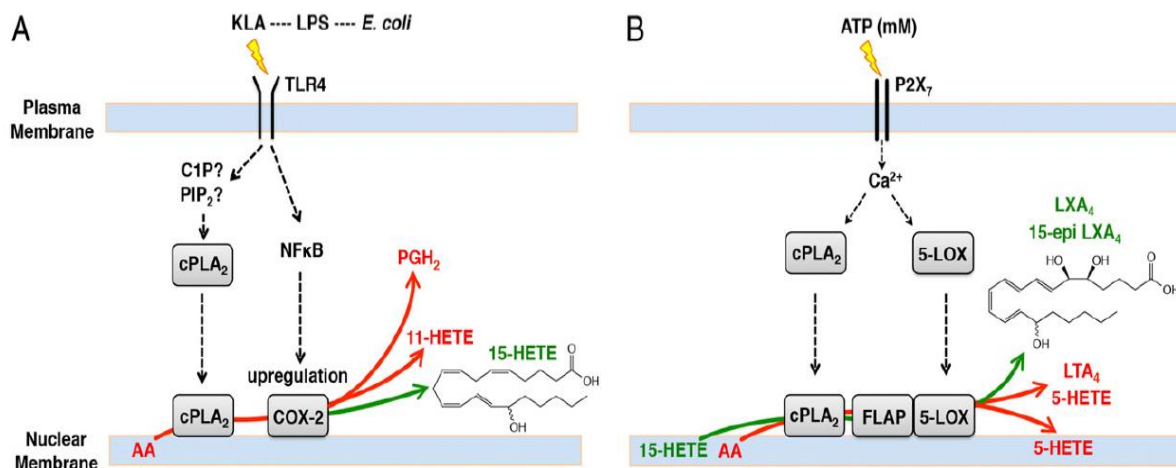 A
KLA ---- LPS ---- E. coli
TLR4
Plasma
Membrane
C1P?
PIP₂?
cPLA₂
NFκB
PGH₂
11-HETE
15-HETE
O
OH
OH
upregulation
cPLA₂
COX-2
AA
Nuclear
Membrane
B
ATP (mM)
P2X₇
Ca²⁺
cPLA₂
5-LOX
LXA₄
15-epi LXA₄
HO
OH
O
OH
OH
cPLA₂
FLAP
5-LOX
LTA₄
5-HETE
5-HETE
15-HETE
AA